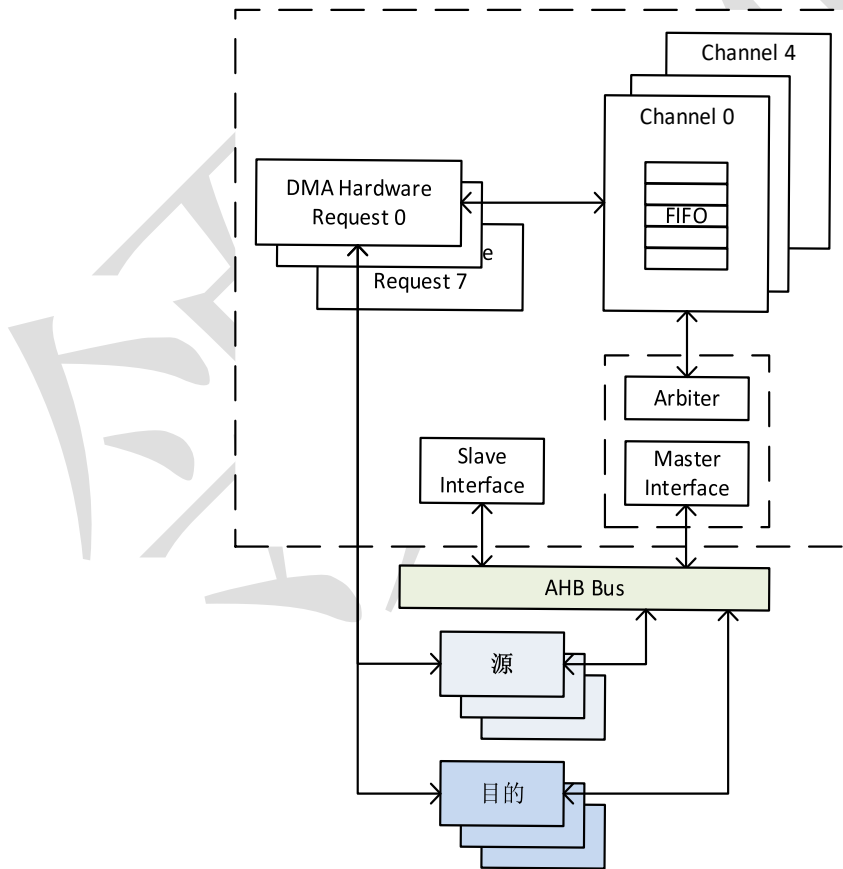 Channel 4
Channel 0
FIFO
DMA Hardware
Request 0
e
Request 7
Arbiter
Slave
Interface
Master
Interface
AHB Bus
源
目的